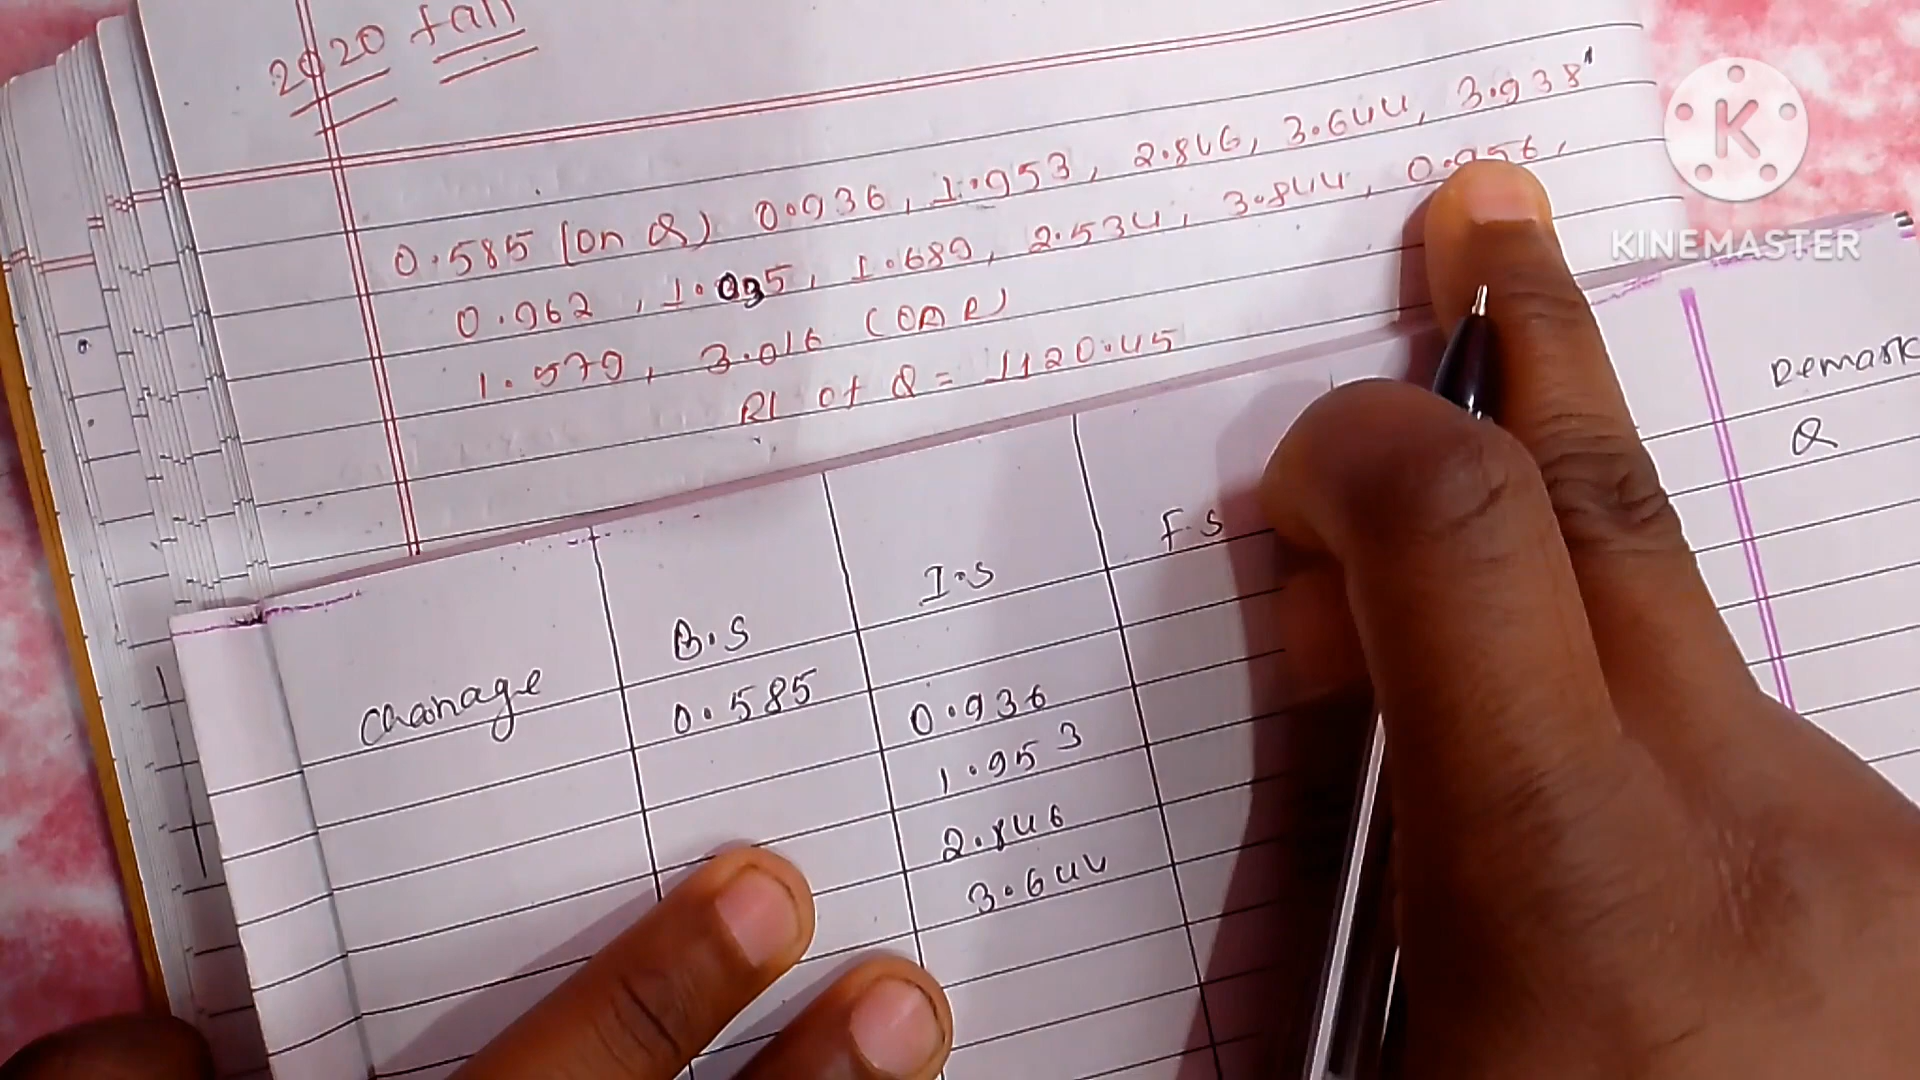 2020 fall
0.585 (on Q) 0.936, 1.953, 2.846, 3.644, 3.938
0.962, 1.035, 1.689, 2.534, 3.844, 0.956,
1.579, 3.016 (on R)
Rl of Q = 1120.45
K
KINEMASTER
Chanage B.S I.S F.S Remark
0.585 Q
0.936
1.953
2.846
3.644